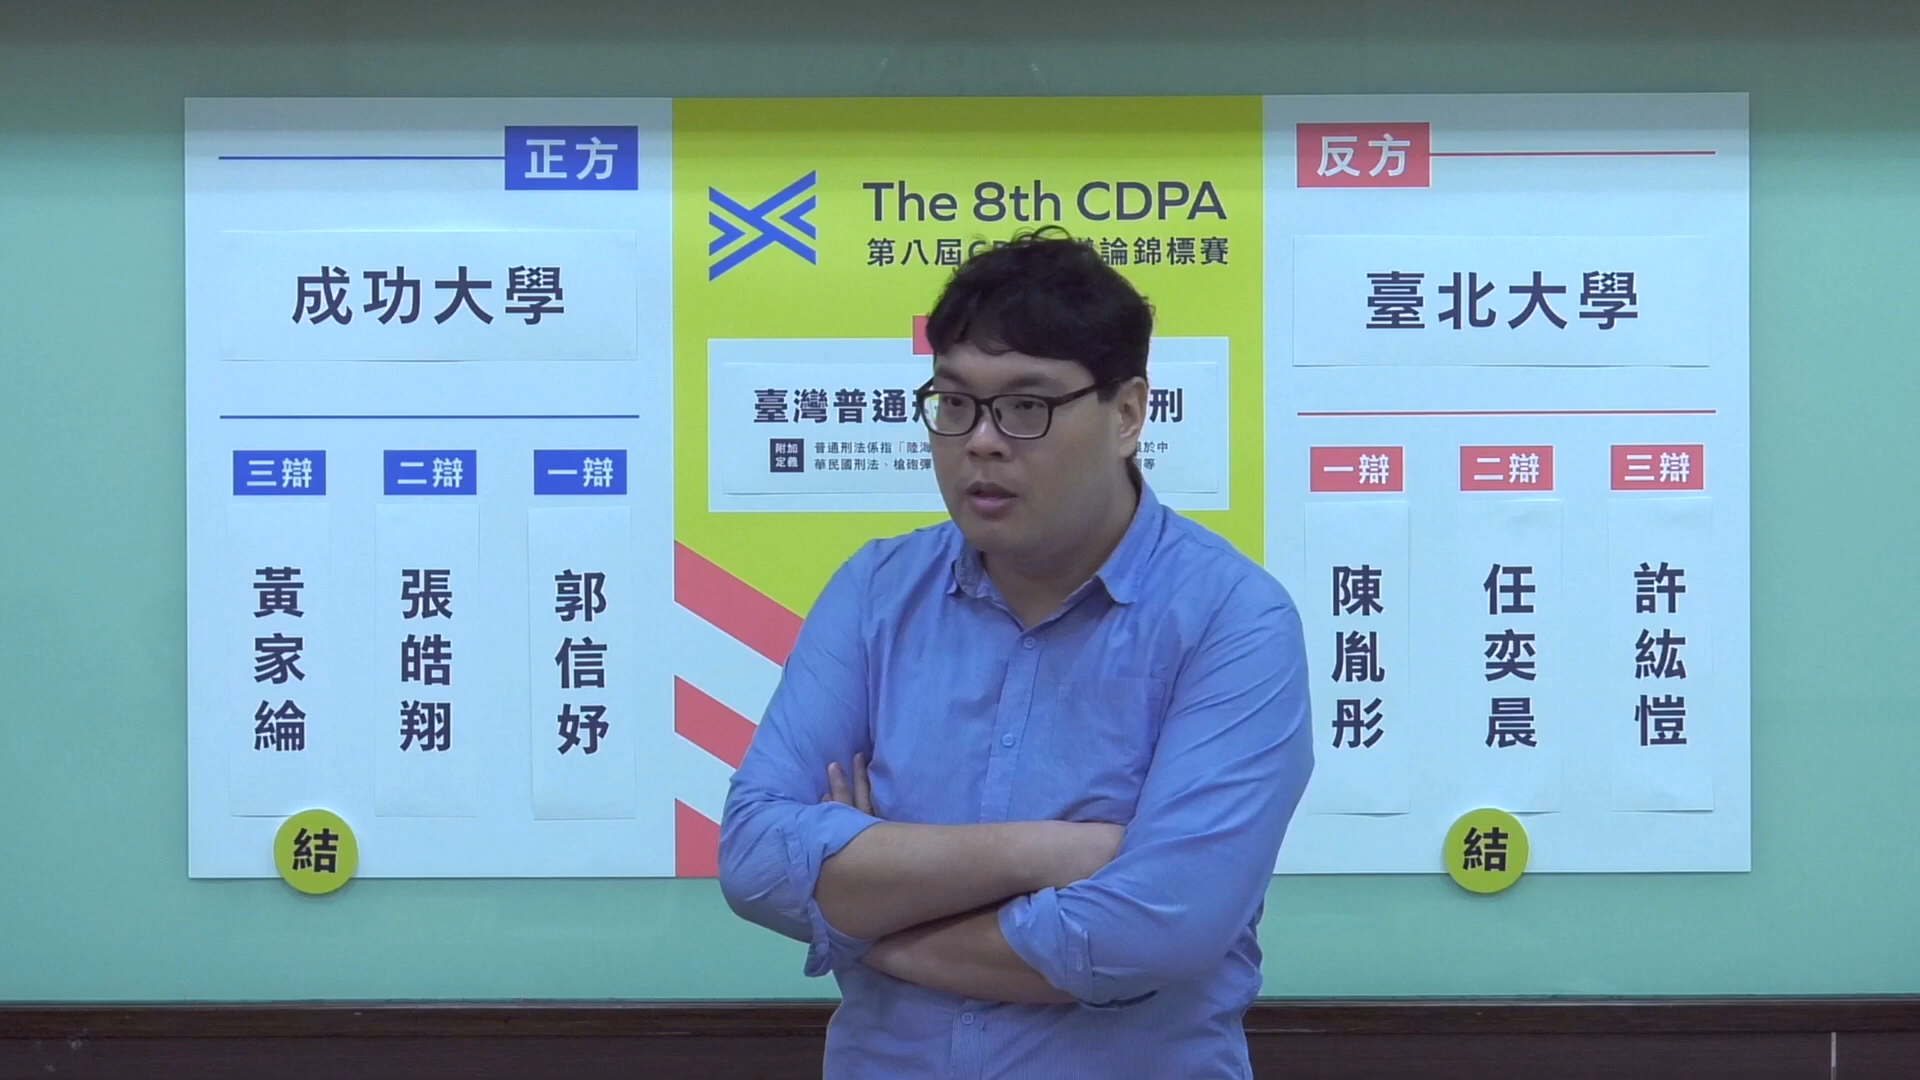 正方
成功大學
三辯
二辯
一辯
黃家綸
張皓翔
郭信妤
結
The 8th CDPA
第八屆 論錦標賽
臺灣普通 刑
附加
定義
普通刑法係指「陸海 於中
華民國刑法、槍砲彈 等
反方
臺北大學
一辯
二辯
三辯
陳胤彤
任奕晨
許紘愷
結